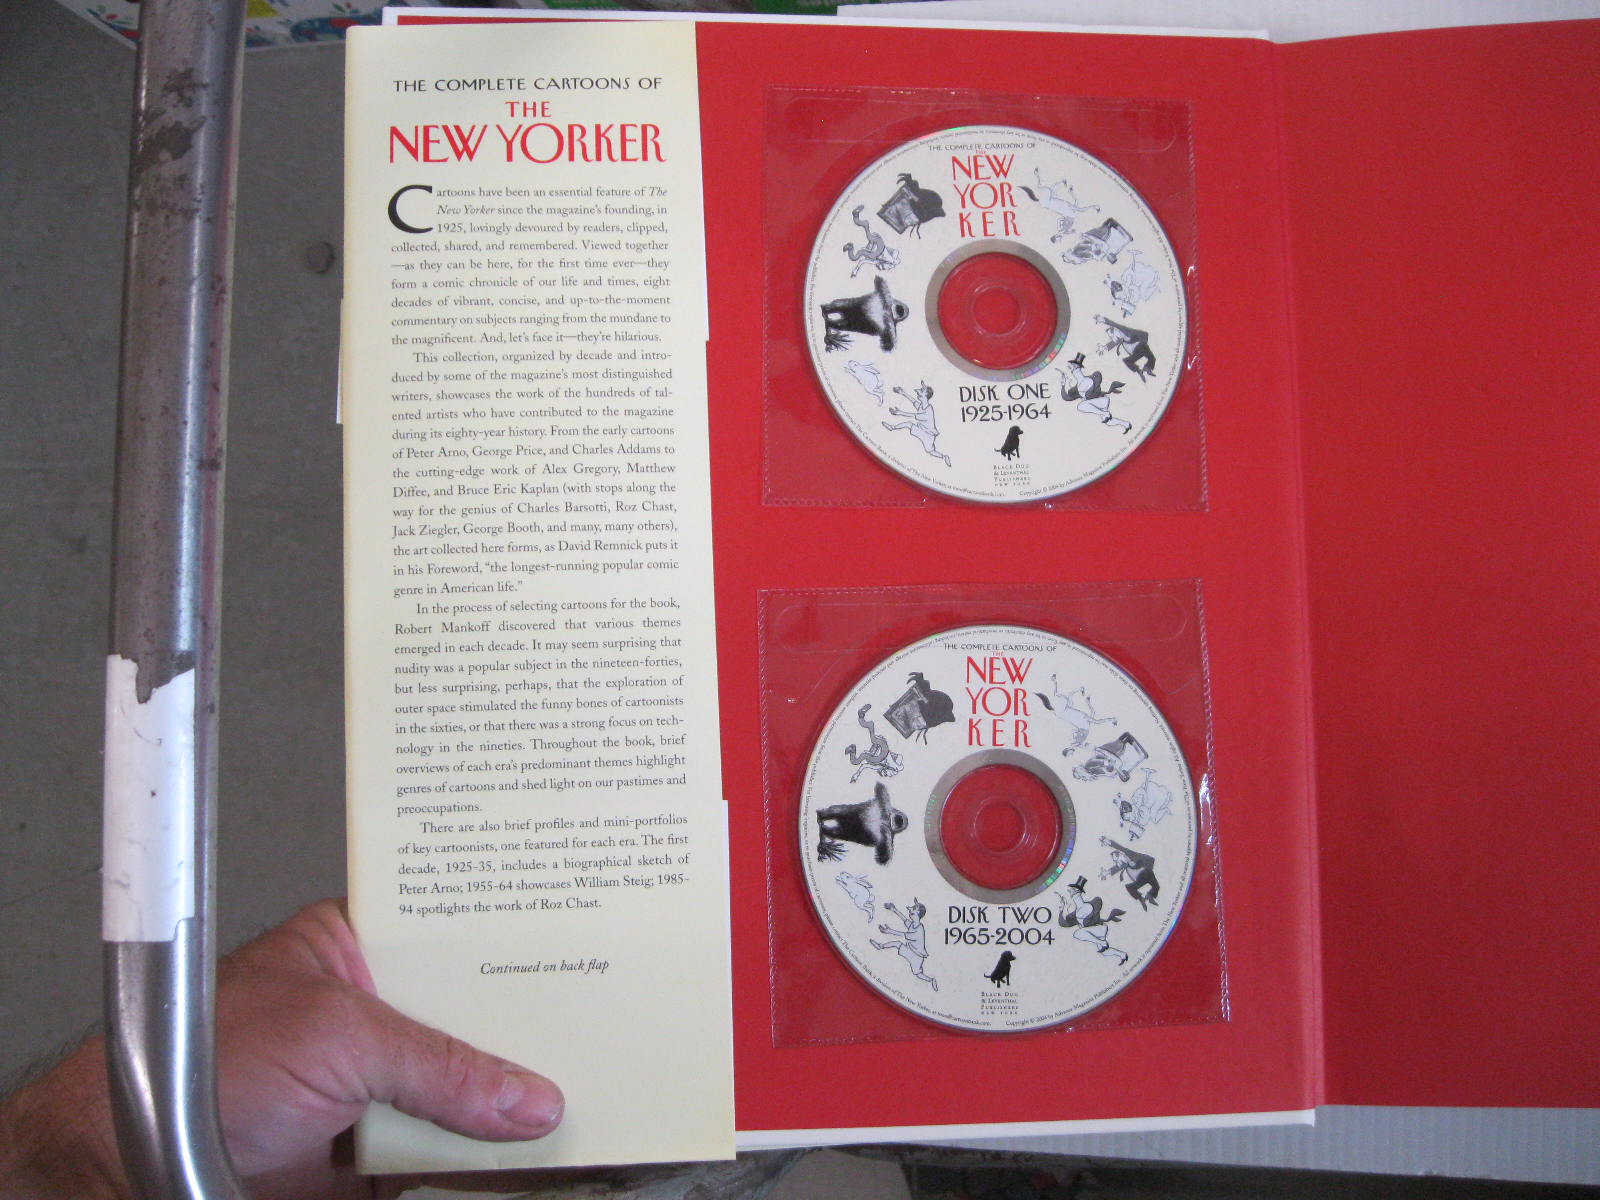 THE COMPLETE CARTOONS OF
THE
NEW YORKER
Cartoons have been an essential feature of The
New Yorker since the magazine's founding, in
1925, lovingly devoured by readers, clipped,
collected, shared, and remembered. Viewed together
—as they can be here, for the first time ever—they
form a comic chronicle of our life and times, eight
decades of vibrant, concise, and up-to-the-moment
commentary on subjects ranging from the mundane to
the magnificent. And, let's face it—they're hilarious.
This collection, organized by decade and intro-
duced by some of the magazine's most distinguished
writers, showcases the work of the hundreds of tal-
ented artists who have contributed to the magazine
during its eighty-year history. From the early cartoons
of Peter Arno, George Price, and Charles Addams to
the cutting-edge work of Alex Gregory, Matthew
Diffee, and Bruce Eric Kaplan (with stops along the
way for the genius of Charles Barsotti, Roz Chast,
Jack Ziegler, George Booth, and many, many others),
the art collected here forms, as David Remnick puts it
in his Foreword, "the longest-running popular comic
genre in American life."
In the process of selecting cartoons for the book,
Robert Mankoff discovered that various themes
emerged in each decade. It may seem surprising that
nudity was a popular subject in the nineteen-forties,
but less surprising, perhaps, that the exploration of
outer space stimulated the funny bones of cartoonists
in the sixties, or that there was a strong focus on tech-
nology in the nineties. Throughout the book, brief
overviews of each era's predominant themes highlight
genres of cartoons and shed light on our pastimes and
preoccupations.
There are also brief profiles and mini-portfolios
of key cartoonists, one featured for each era. The first
decade, 1925-35, includes a biographical sketch of
Peter Arno; 1955-64 showcases William Steig; 1985-
94 spotlights the work of Roz Chast.
Continued on back flap
THE COMPLETE CARTOONS OF
THE
NEW
YOR
KER
DISK ONE
1925-1964
BLACK DOG
& LEVENTHAL
PUBLISHERS
NEW YORK
THE COMPLETE CARTOONS OF
THE
NEW
YOR
KER
DISK TWO
1965-2004
BLACK DOG
& LEVENTHAL
PUBLISHERS
NEW YORK